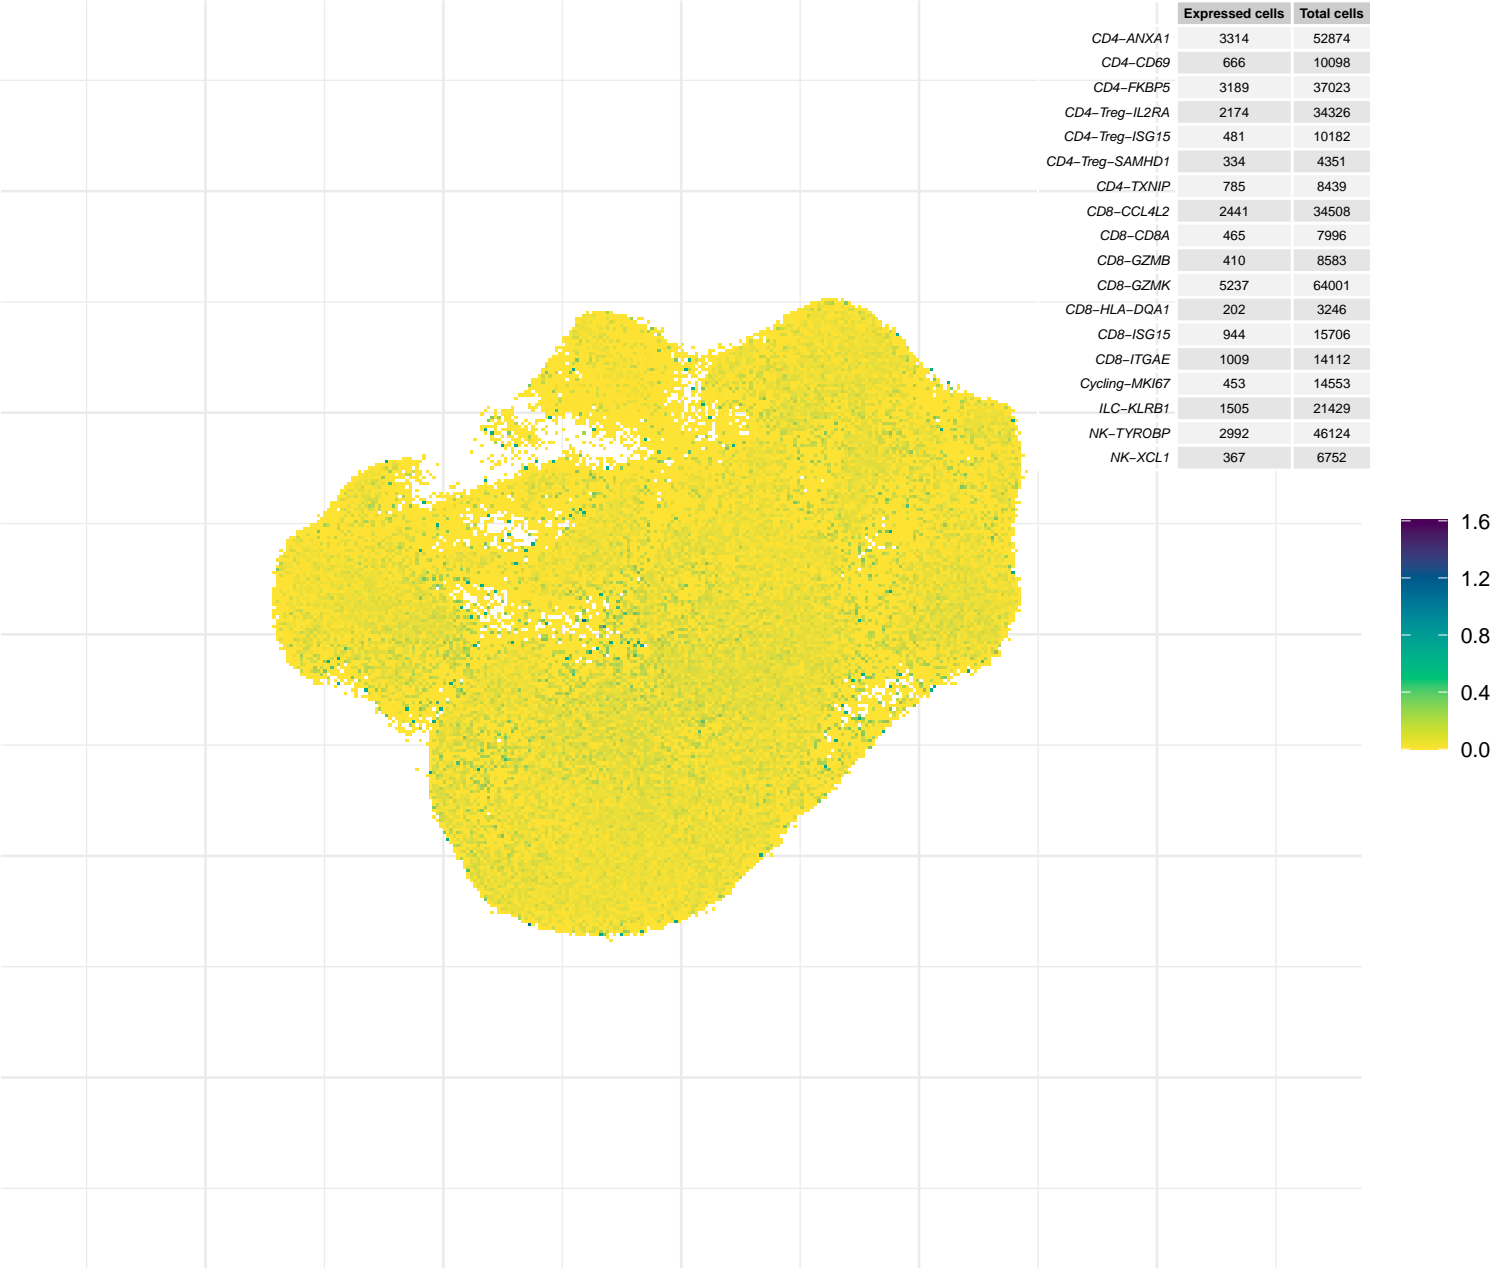 Expressed cells Total cells
CD4−ANXA1 3314 52874
CD4−CD69 666 10098
CD4−FKBP5 3189 37023
CD4−Treg−IL2RA 2174 34326
CD4−Treg−ISG15 481 10182
CD4−Treg−SAMHD1 334 4351
CD4−TXNIP 785 8439
CD8−CCL4L2 2441 34508
CD8−CD8A 465 7996
CD8−GZMB 410 8583
CD8−GZMK 5237 64001
CD8−HLA−DQA1 202 3246
CD8−ISG15 944 15706
CD8−ITGAE 1009 14112
Cycling−MKI67 453 14553
ILC−KLRB1 1505 21429
NK−TYROBP 2992 46124
NK−XCL1 367 6752
1.6
1.2
0.8
0.4
0.0